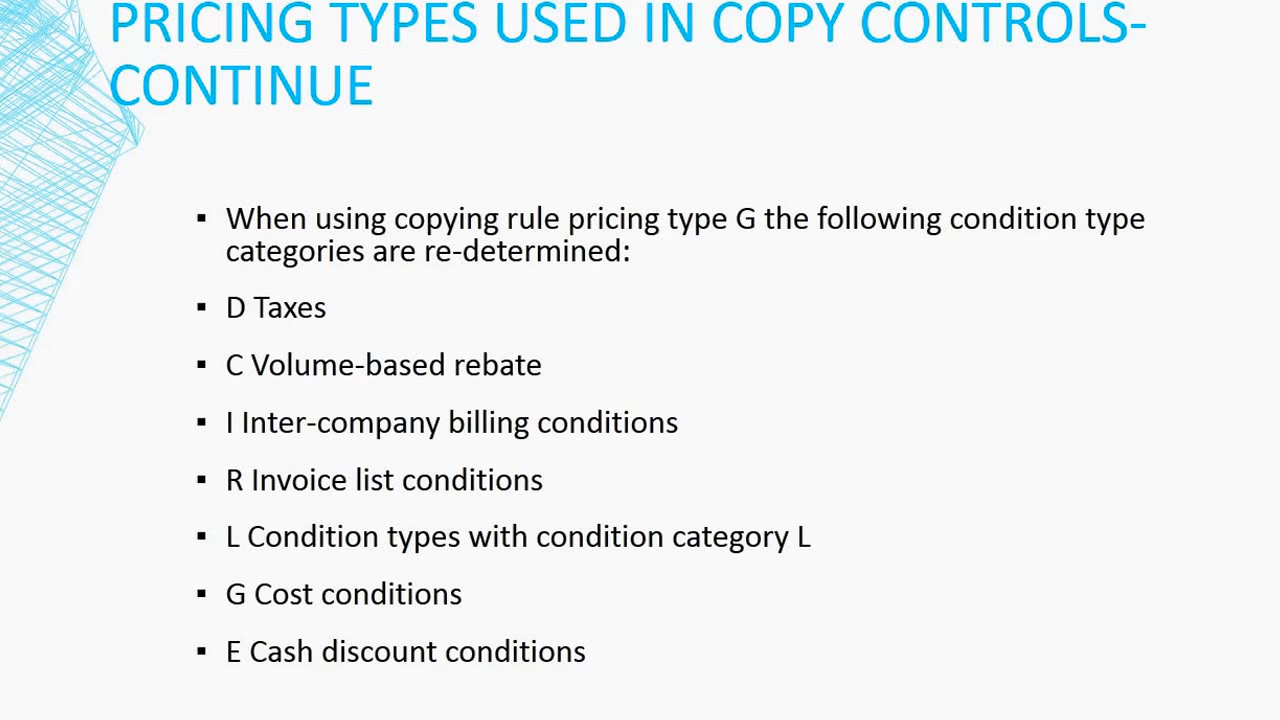 PRICING TYPES USED IN COPY CONTROLS-
CONTINUE
▪ When using copying rule pricing type G the following condition type
categories are re-determined:
▪ D Taxes
▪ C Volume-based rebate
▪ I Inter-company billing conditions
▪ R Invoice list conditions
▪ L Condition types with condition category L
▪ G Cost conditions
▪ E Cash discount conditions